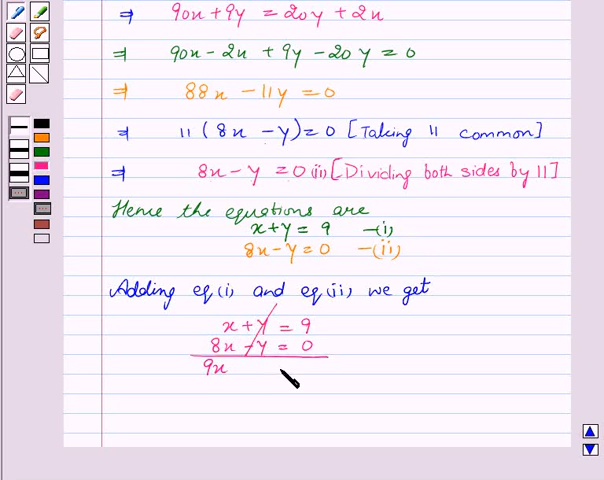 ⇒ 90x + 9y = 20y + 2x
⇒ 90x - 2x + 9y - 20y = 0
⇒ 88x - 11y = 0
⇒ 11 (8x - y) = 0 [Taking 11 common]
⇒ 8x - y = 0 (ii) [Dividing both sides by 11]
Hence the equations are
x + y = 9 -(i)
8x - y = 0 -(ii)
Adding eq(i) and eq(ii) we get
x + y = 9
8x - y = 0
9x